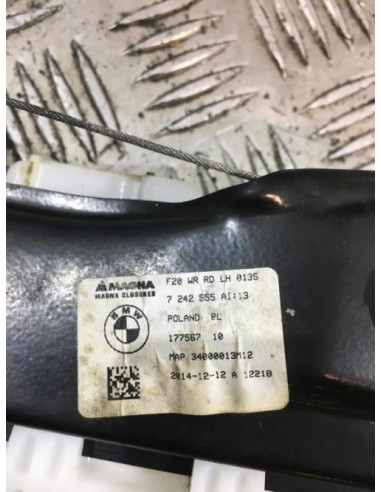 MAGNA
MAGNA CLOSURES
F20 WR RD LH 0135
7 242 555 AI:13
BMW
POLAND PL
177567 10
MAP 34000013M12
2014-12-12 A 1221B